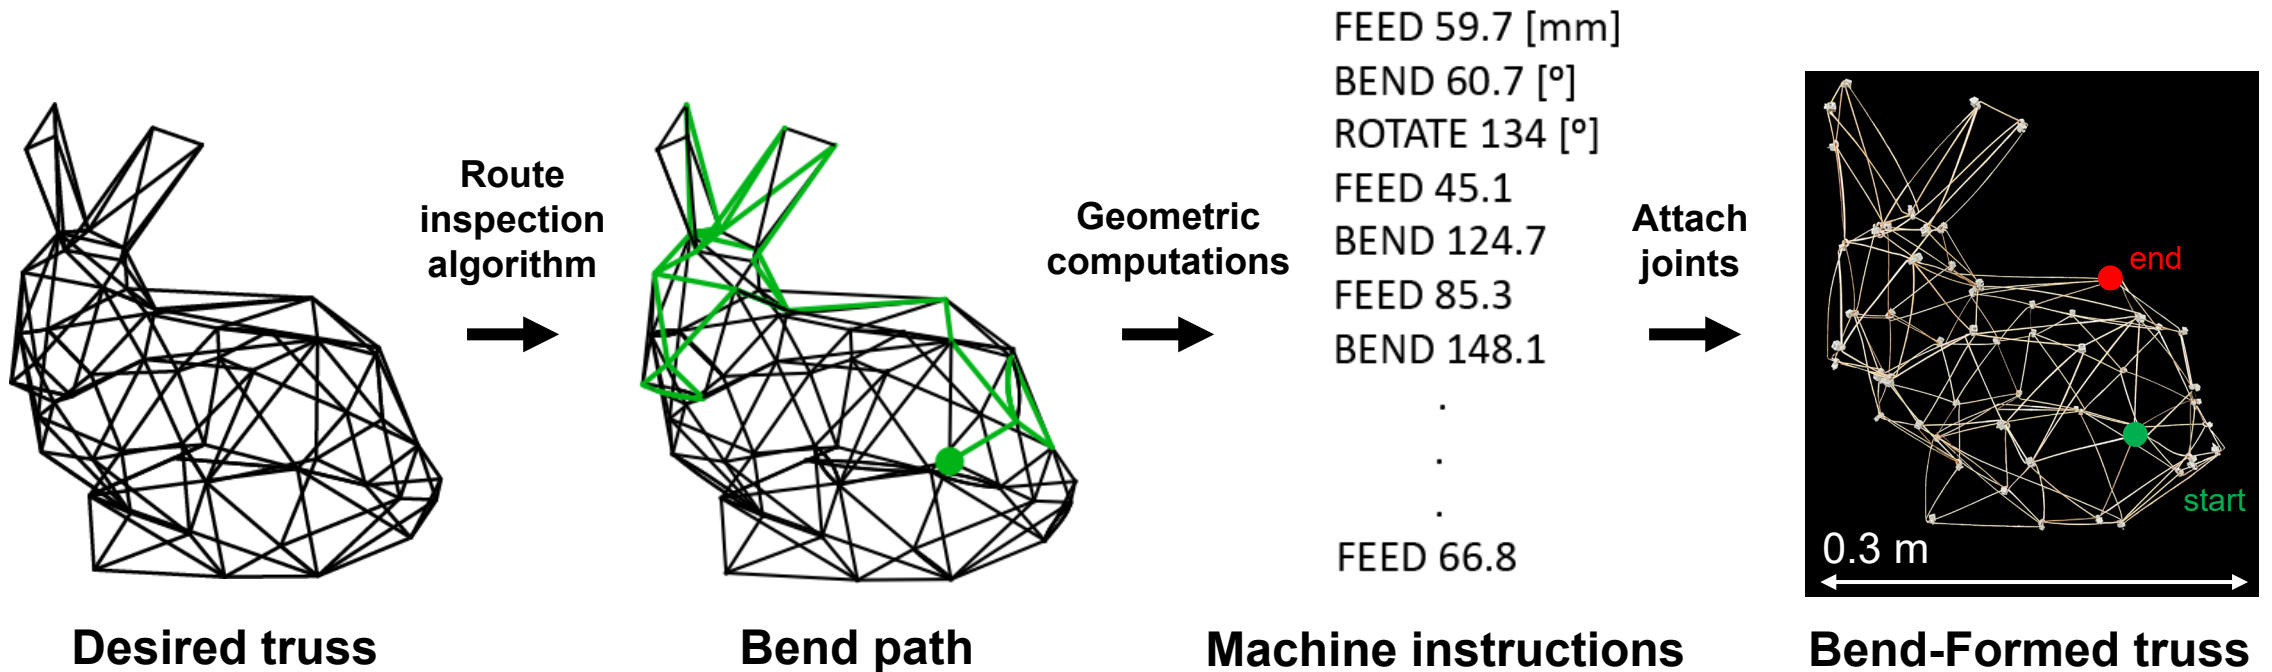 Route
inspection
algorithm
Geometric
computations
FEED 59.7 [mm]
BEND 60.7 [º]
ROTATE 134 [º]
FEED 45.1
BEND 124.7
FEED 85.3
BEND 148.1
.
.
.
FEED 66.8
Attach
joints
end
start
0.3 m
Desired truss
Bend path
Machine instructions
Bend-Formed truss